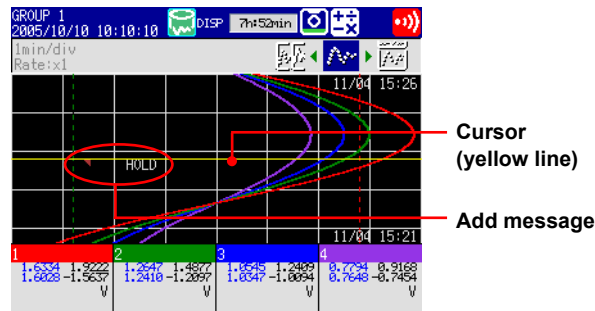 GROUP 1
2005/10/10 10:10:10
DISP
7h:52min
1min/div
Rate:x1
11/04 15:26
HOLD
Cursor
(yellow line)
Add message
11/04 15:21
1 2 3 4
1.6334 1.9222 1.2647 1.4877 1.0545 1.2409 0.7794 0.9168
1.6028 -1.5637 1.2410 -1.2097 1.0347 -1.0094 0.7648 -0.7454
V V V V